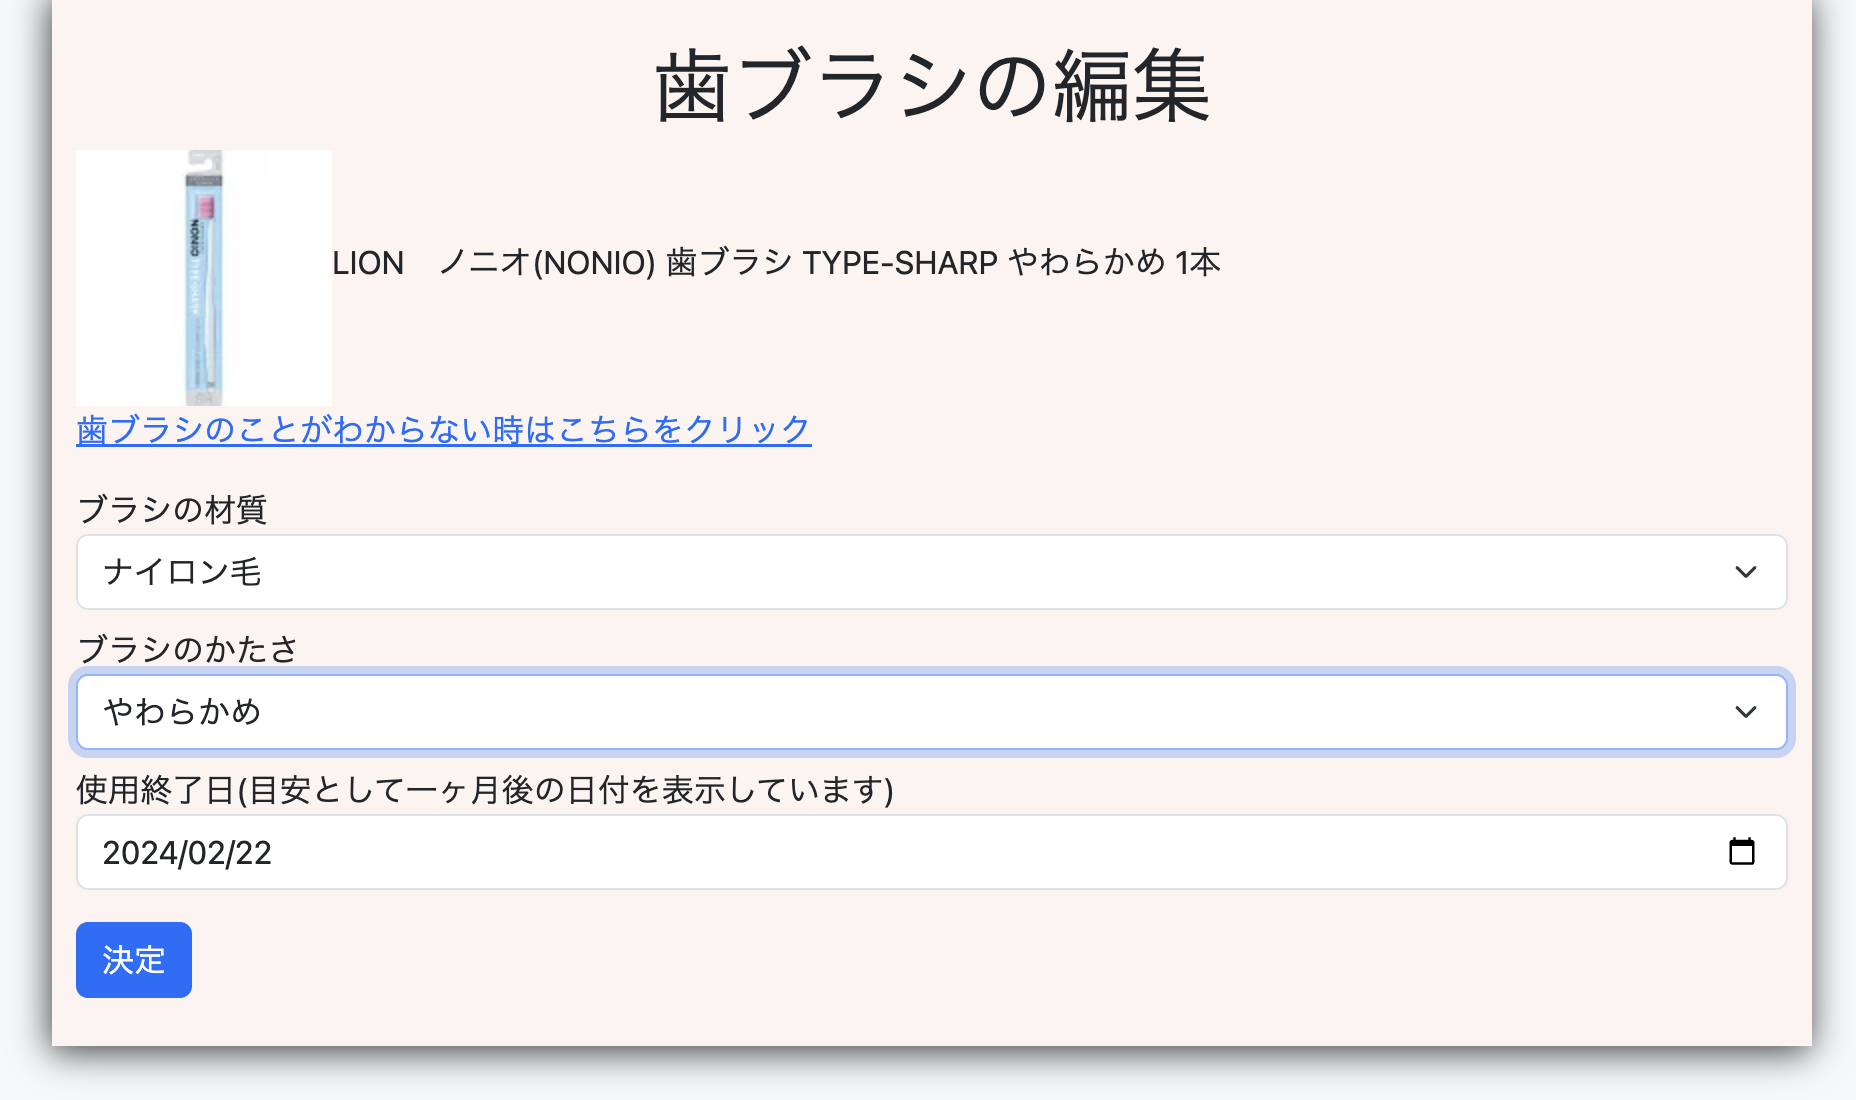 歯ブラシの編集
NONIO
LION　ノニオ(NONIO) 歯ブラシ TYPE-SHARP やわらかめ 1本
歯ブラシのことがわからない時はこちらをクリック
ブラシの材質
ナイロン毛
ブラシのかたさ
やわらかめ
使用終了日(目安として一ヶ月後の日付を表示しています)
2024/02/22
決定